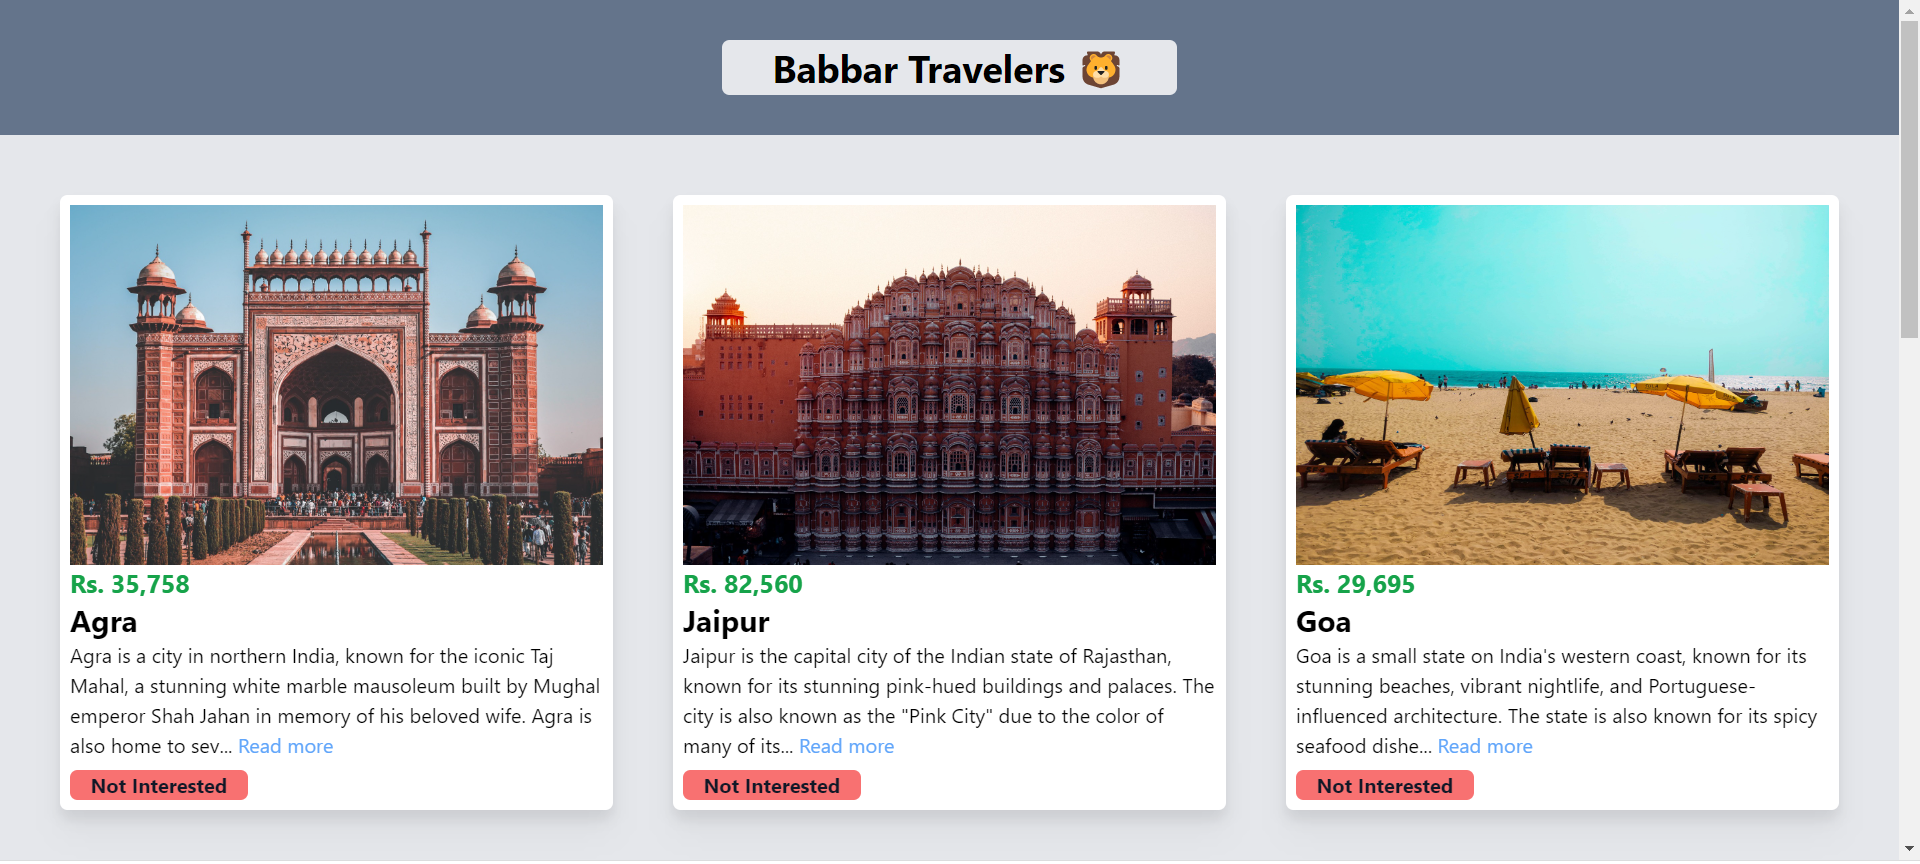 Babbar Travelers 🦁
Rs. 35,758
Agra
Agra is a city in northern India, known for the iconic Taj
Mahal, a stunning white marble mausoleum built by Mughal
emperor Shah Jahan in memory of his beloved wife. Agra is
also home to sev... Read more
Not Interested
Rs. 82,560
Jaipur
Jaipur is the capital city of the Indian state of Rajasthan,
known for its stunning pink-hued buildings and palaces. The
city is also known as the "Pink City" due to the color of
many of its... Read more
Not Interested
Rs. 29,695
Goa
Goa is a small state on India's western coast, known for its
stunning beaches, vibrant nightlife, and Portuguese-
influenced architecture. The state is also known for its spicy
seafood dishe... Read more
Not Interested